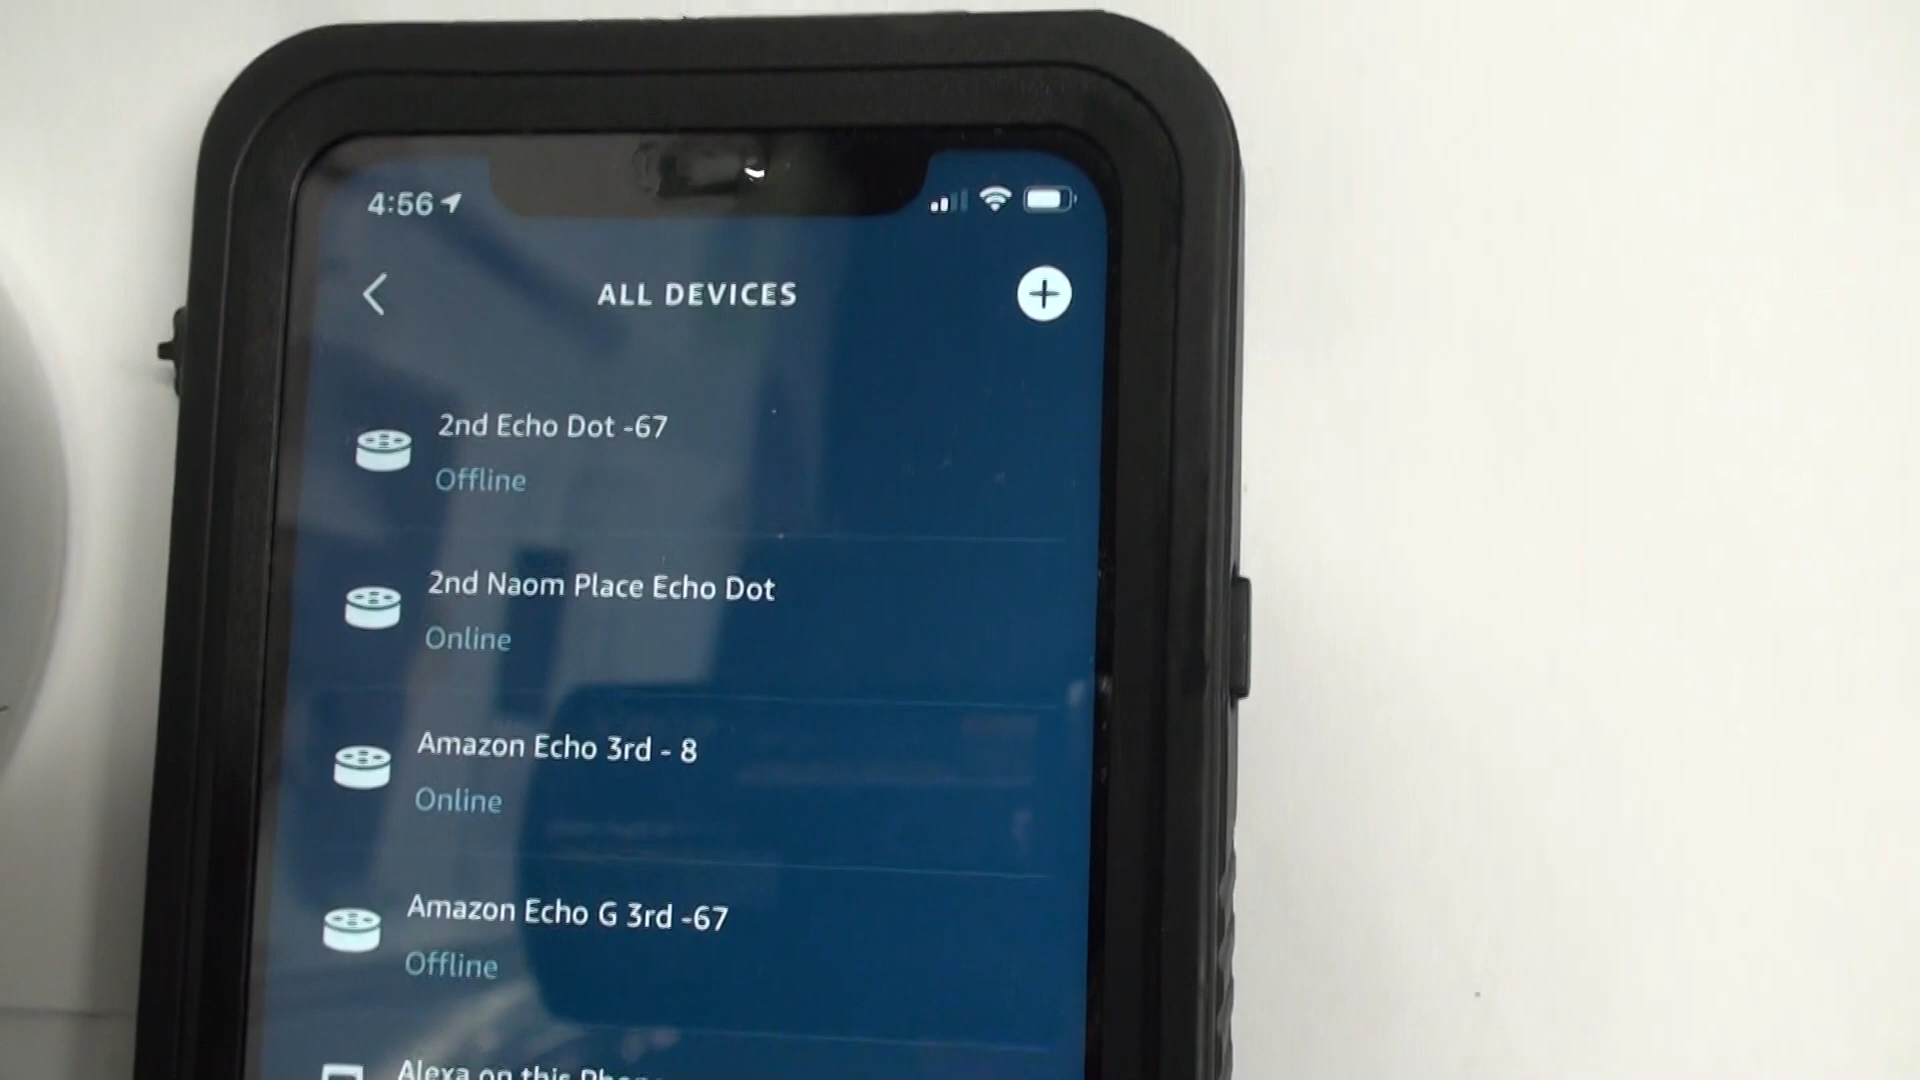 4:56
ALL DEVICES
2nd Echo Dot -67
Offline
2nd Naom Place Echo Dot
Online
Amazon Echo 3rd - 8
Online
Amazon Echo G 3rd -67
Offline
Alexa on this Phone